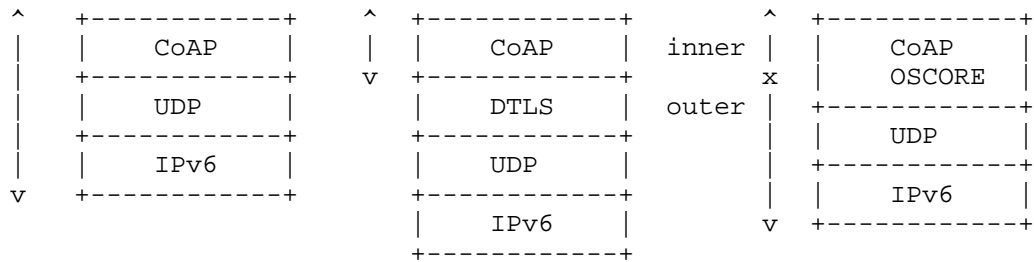 ^   +------------+   ^  +------------+        ^  +------------+
|   |    CoAP    |   |  |    CoAP    |  inner |  |    CoAP    |
|   +------------+   v  +------------+        x  |    OSCORE  |
|   |    UDP     |      |    DTLS    |  outer |  +------------+
|   +------------+      +------------+        |  |    UDP     |
|   |    IPv6    |      |    UDP     |        |  +------------+
v   +------------+      +------------+        |  |    IPv6    |
                        |    IPv6    |        v  +------------+
                        +------------+